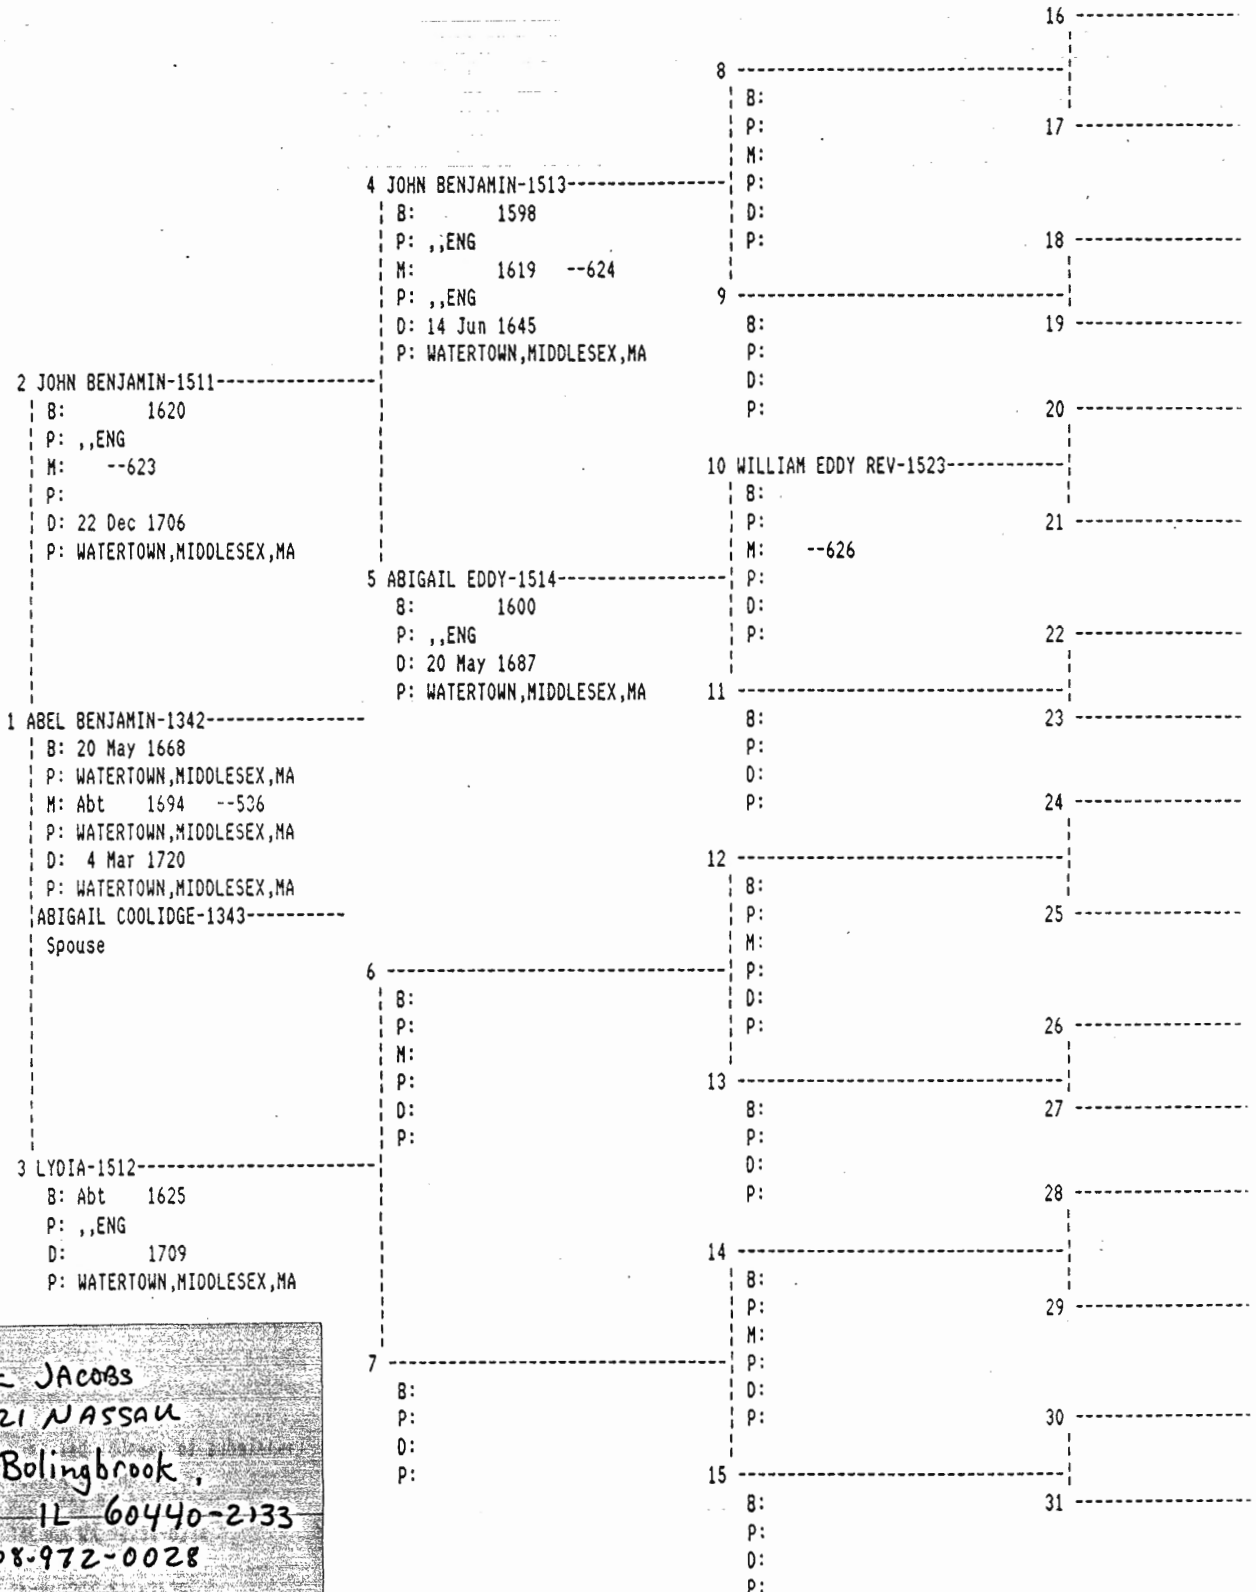 16
8
B:
P:
17
M:
4 JOHN BENJAMIN-1513
P:
B: 1598
D:
P: ,,ENG
P:
18
M: 1619 --624
P: ,,ENG
9
D: 14 Jun 1645
B:
19
P: WATERTOWN,MIDDLESEX,MA
P:
2 JOHN BENJAMIN-1511
D:
B: 1620
P:
20
P: ,,ENG
M: --623
10 WILLIAM EDDY REV-1523
P:
B:
D: 22 Dec 1706
P:
21
P: WATERTOWN,MIDDLESEX,MA
M: --626
5 ABIGAIL EDDY-1514
P:
B: 1600
D:
P: ,,ENG
P:
22
D: 20 May 1687
P: WATERTOWN,MIDDLESEX,MA
11
1 ABEL BENJAMIN-1342
B:
23
B: 20 May 1668
P:
P: WATERTOWN,MIDDLESEX,MA
D:
M: Abt 1694 --536
P:
24
P: WATERTOWN,MIDDLESEX,MA
D: 4 Mar 1720
12
P: WATERTOWN,MIDDLESEX,MA
B:
ABIGAIL COOLIDGE-1343
P:
25
Spouse
M:
6
P:
B:
D:
P:
P:
26
M:
P:
13
D:
B:
27
P:
P:
3 LYDIA-1512
D:
B: Abt 1625
P:
28
P: ,,ENG
D: 1709
14
P: WATERTOWN,MIDDLESEX,MA
B:
P:
29
M:
7
P:
B:
D:
P:
P:
30
D:
P:
15
B:
31
P:
D:
P:
JACOBS
21 NASSAU
Bolingbrook,
IL 60440-2133
8-972-0028